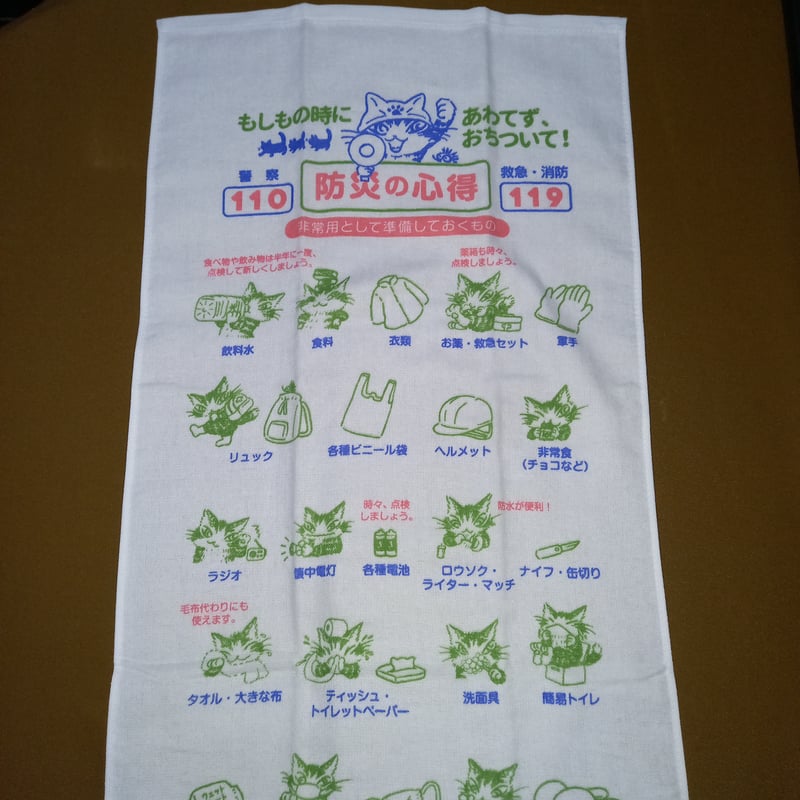 もしもの時に
あわてず、
おちついて!
警察
110
防災の心得
救急・消防
119
非常用として準備しておくもの
食べ物や飲み物は半年に一度、
点検して新しくしましょう。
薬箱も時々、
点検しましょう。
飲料水
食料
衣類
お薬・救急セット
軍手
リュック
各種ビニール袋
ヘルメット
非常食
(チョコなど)
時々、点検
しましょう。
防水が便利!
ラジオ
懐中電灯
各種電池
ロウソク・
ライター・マッチ
ナイフ・缶切り
毛布代わりにも
使えます。
タオル・大きな布
ティッシュ・
トイレットペーパー
洗面具
簡易トイレ
ウェット